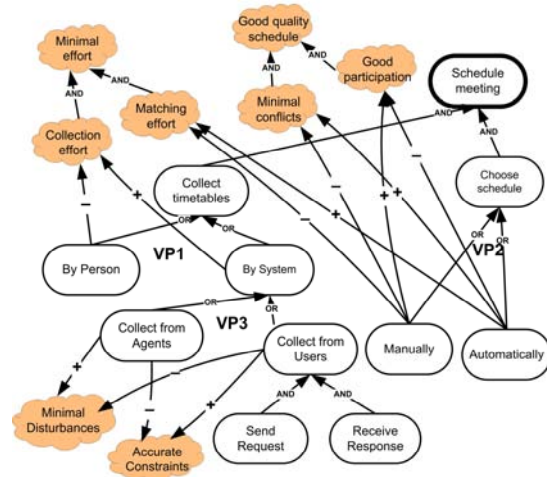 Minimal
effort
Good quality
schedule
Good
participation
Schedule
meeting
AND
AND
AND
AND
Matching
effort
Minimal
conflicts
AND
AND
Collection
effort
Collect
timetables
Choose
schedule
–
+
–
–
–
+
+
+
OR
OR
OR
OR
By Person
VP1
By System
VP2
OR
VP3
OR
Collect from
Agents
Collect from
Users
Manually
Automatically
+
–
–
+
AND
AND
Minimal
Disturbances
Accurate
Constraints
Send
Request
Receive
Response